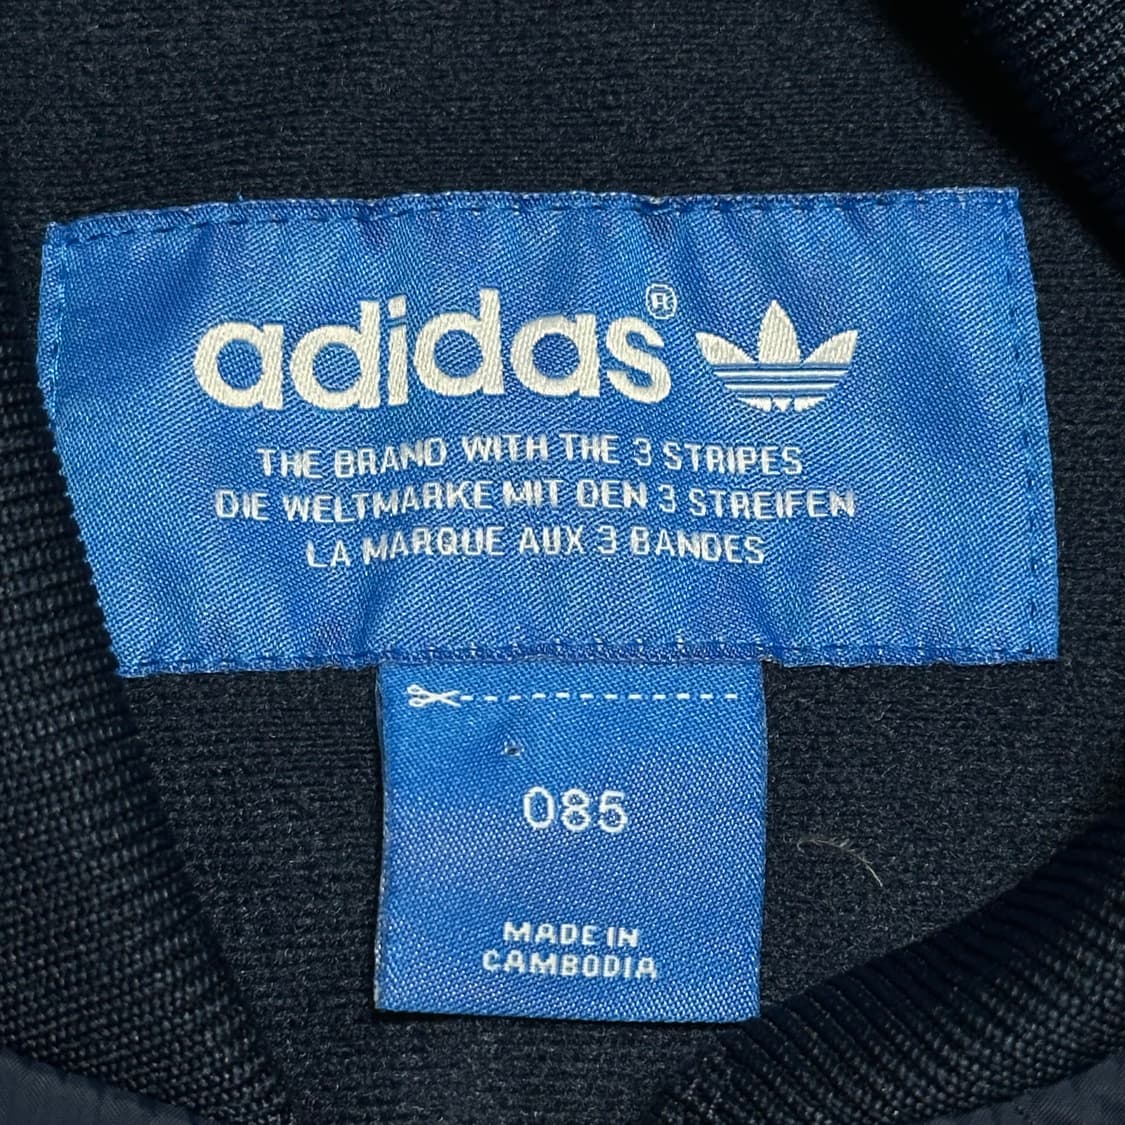 adidas®
THE BRAND WITH THE 3 STRIPES
DIE WELTMARKE MIT DEN 3 STREIFEN
LA MARQUE AUX 3 BANDES
085
MADE IN
CAMBODIA